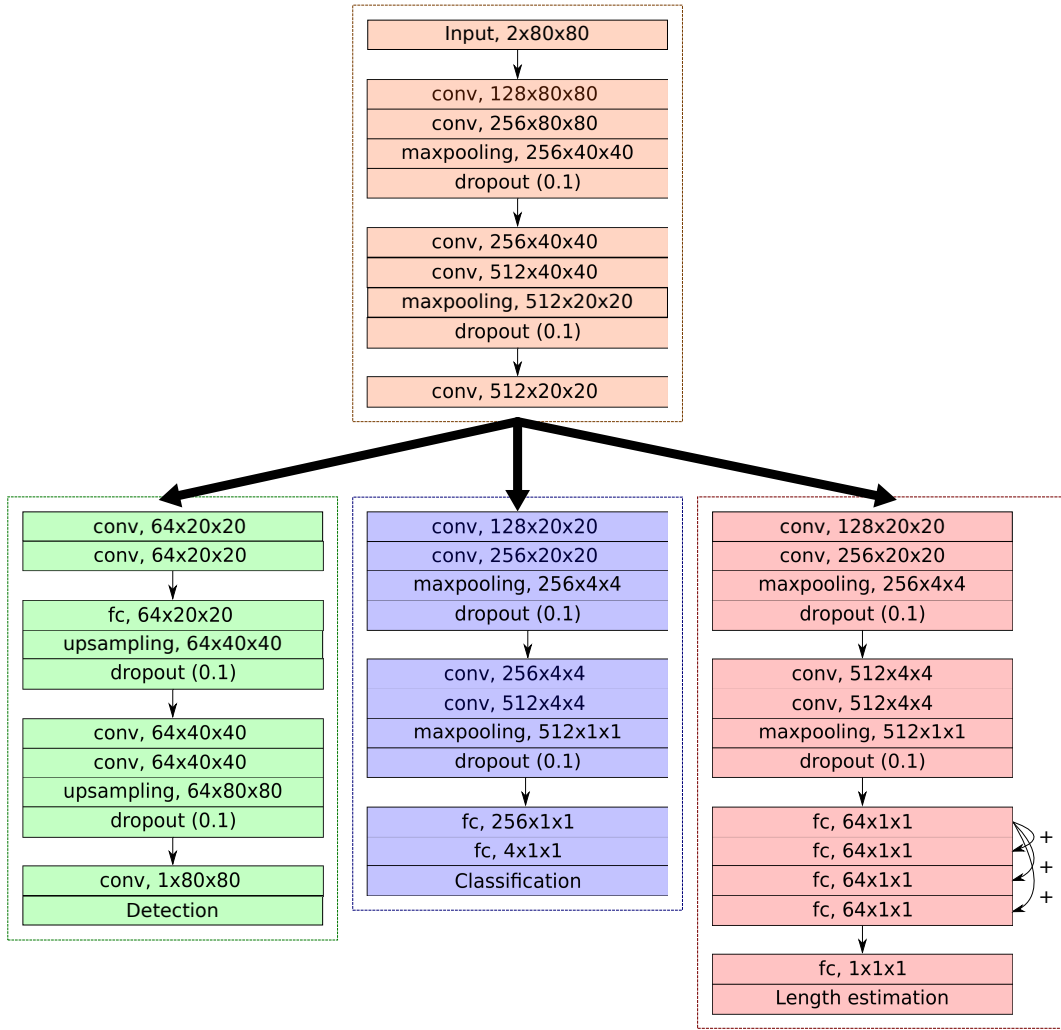 Input, 2x80x80
conv, 128x80x80
conv, 256x80x80
maxpooling, 256x40x40
dropout (0.1)
conv, 256x40x40
conv, 512x40x40
maxpooling, 512x20x20
dropout (0.1)
conv, 512x20x20
conv, 64x20x20
conv, 64x20x20
fc, 64x20x20
upsampling, 64x40x40
dropout (0.1)
conv, 64x40x40
conv, 64x40x40
upsampling, 64x80x80
dropout (0.1)
conv, 1x80x80
Detection
conv, 128x20x20
conv, 256x20x20
maxpooling, 256x4x4
dropout (0.1)
conv, 256x4x4
conv, 512x4x4
maxpooling, 512x1x1
dropout (0.1)
fc, 256x1x1
fc, 4x1x1
Classification
conv, 128x20x20
conv, 256x20x20
maxpooling, 256x4x4
dropout (0.1)
conv, 512x4x4
conv, 512x4x4
maxpooling, 512x1x1
dropout (0.1)
fc, 64x1x1
+
fc, 64x1x1
+
fc, 64x1x1
+
fc, 64x1x1
fc, 1x1x1
Length estimation